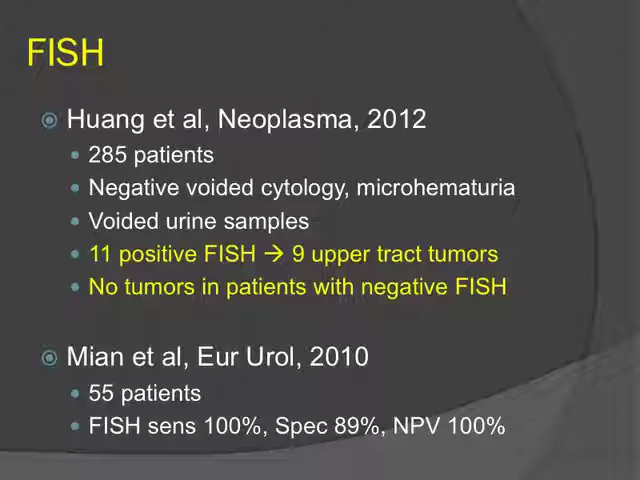 FISH
Huang et al, Neoplasma, 2012
285 patients
Negative voided cytology, microhematuria
Voided urine samples
11 positive FISH → 9 upper tract tumors
No tumors in patients with negative FISH
Mian et al, Eur Urol, 2010
55 patients
FISH sens 100%, Spec 89%, NPV 100%